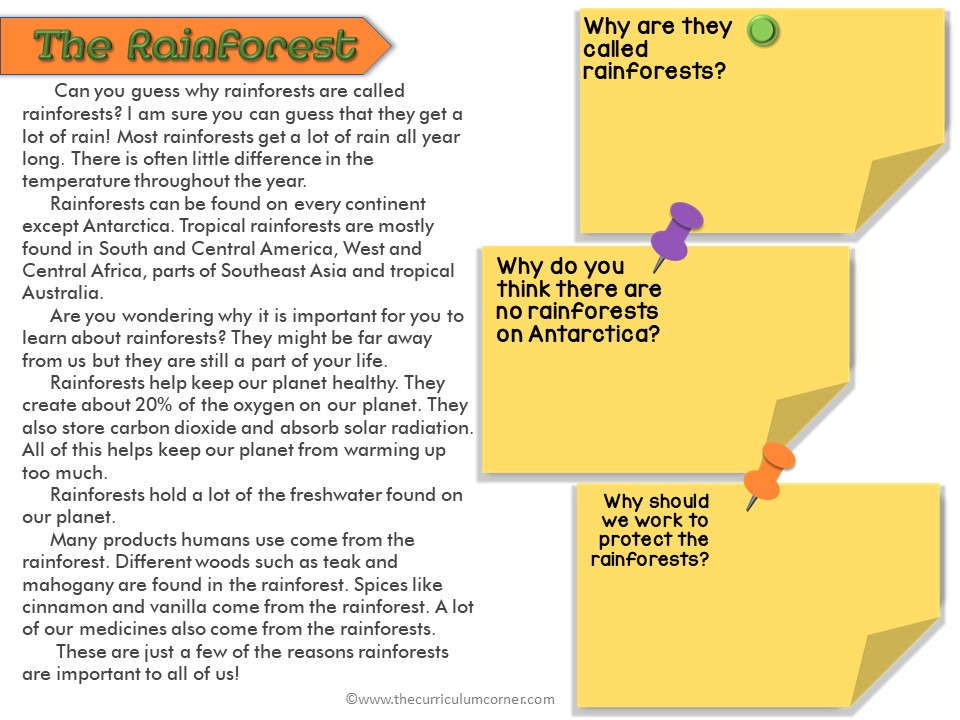 The Rainforest
Can you guess why rainforests are called
rainforests? I am sure you can guess that they get a
lot of rain! Most rainforests get a lot of rain all year
long. There is often little difference in the
temperature throughout the year.
Rainforests can be found on every continent
except Antarctica. Tropical rainforests are mostly
found in South and Central America, West and
Central Africa, parts of Southeast Asia and tropical
Australia.
Are you wondering why it is important for you to
learn about rainforests? They might be far away
from us but they are still a part of your life.
Rainforests help keep our planet healthy. They
create about 20% of the oxygen on our planet. They
also store carbon dioxide and absorb solar radiation.
All of this helps keep our planet from warming up
too much.
Rainforests hold a lot of the freshwater found on
our planet.
Many products humans use come from the
rainforest. Different woods such as teak and
mahogany are found in the rainforest. Spices like
cinnamon and vanilla come from the rainforest. A lot
of our medicines also come from the rainforests.
These are just a few of the reasons rainforests
are important to all of us!
Why are they
called
rainforests?
Why do you
think there are
no rainforests
on Antarctica?
Why should
we work to
protect the
rainforests?
©www.thecurriculumcorner.com